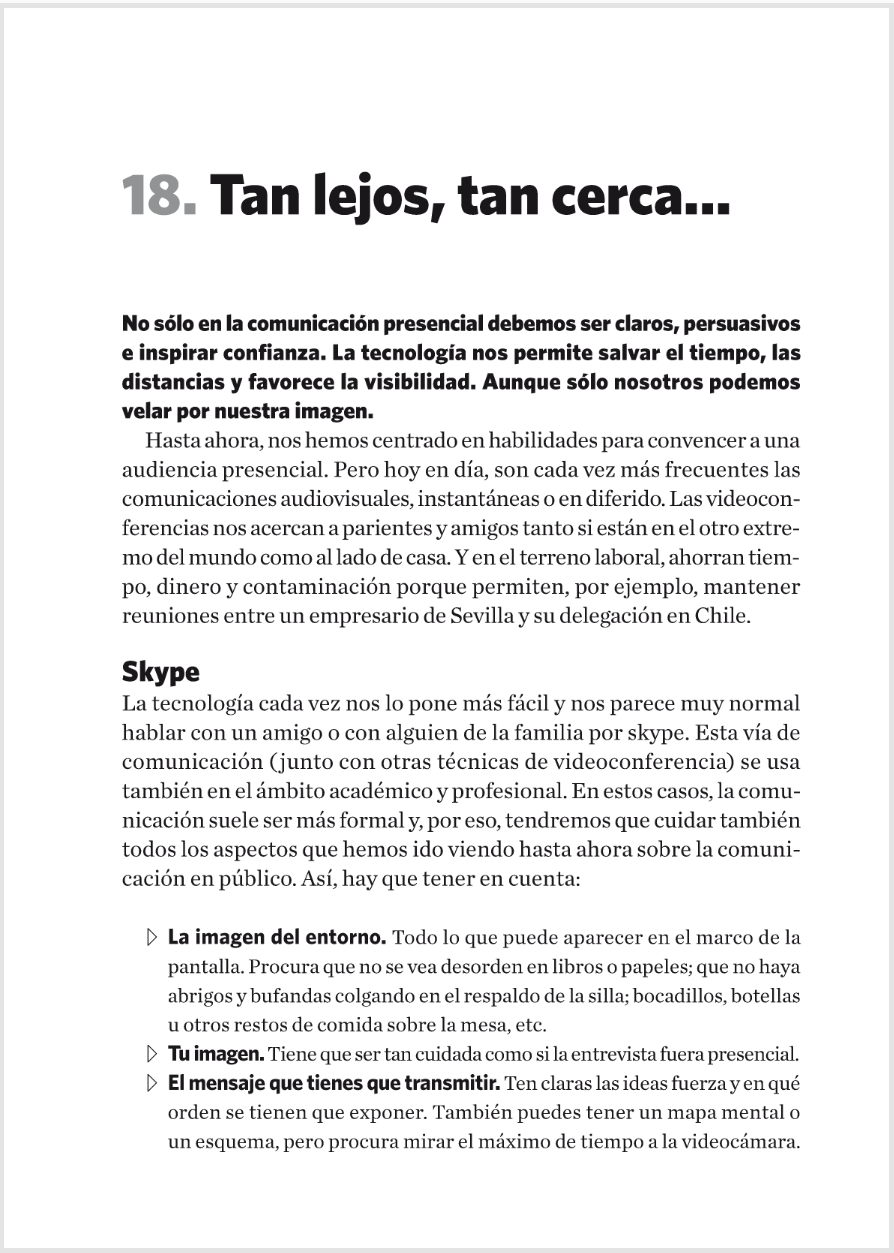 18. Tan lejos, tan cerca...
No sólo en la comunicación presencial debemos ser claros, persuasivos
e inspirar confianza. La tecnología nos permite salvar el tiempo, las
distancias y favorece la visibilidad. Aunque sólo nosotros podemos
velar por nuestra imagen.
Hasta ahora, nos hemos centrado en habilidades para convencer a una
audiencia presencial. Pero hoy en día, son cada vez más frecuentes las
comunicaciones audiovisuales, instantáneas o en diferido. Las videocon-
ferencias nos acercan a parientes y amigos tanto si están en el otro extre-
mo del mundo como al lado de casa. Y en el terreno laboral, ahorran tiem-
po, dinero y contaminación porque permiten, por ejemplo, mantener
reuniones entre un empresario de Sevilla y su delegación en Chile.
Skype
La tecnología cada vez nos lo pone más fácil y nos parece muy normal
hablar con un amigo o con alguien de la familia por skype. Esta vía de
comunicación (junto con otras técnicas de videoconferencia) se usa
también en el ámbito académico y profesional. En estos casos, la comu-
nicación suele ser más formal y, por eso, tendremos que cuidar también
todos los aspectos que hemos ido viendo hasta ahora sobre la comuni-
cación en público. Así, hay que tener en cuenta:
▷ La imagen del entorno. Todo lo que puede aparecer en el marco de la
pantalla. Procura que no se vea desorden en libros o papeles; que no haya
abrigos y bufandas colgando en el respaldo de la silla; bocadillos, botellas
u otros restos de comida sobre la mesa, etc.
▷ Tu imagen. Tiene que ser tan cuidada como si la entrevista fuera presencial.
▷ El mensaje que tienes que transmitir. Ten claras las ideas fuerza y en qué
orden se tienen que exponer. También puedes tener un mapa mental o
un esquema, pero procura mirar el máximo de tiempo a la videocámara.